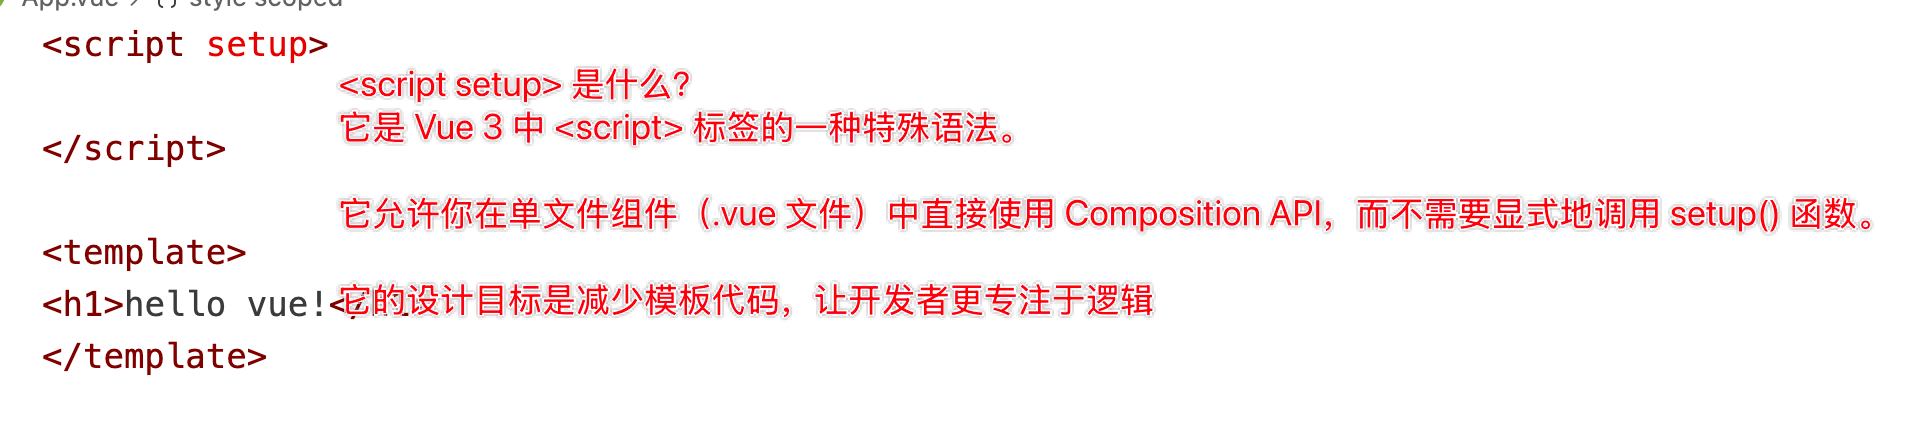 App.vue > {} style scoped
<script setup>
<script setup> 是什么?
它是 Vue 3 中 <script> 标签的一种特殊语法。
</script>
它允许你在单文件组件（.vue 文件）中直接使用 Composition API，而不需要显式地调用 setup() 函数。
<template>
<h1>hello vue!</
它的设计目标是减少模板代码，让开发者更专注于逻辑
</template>